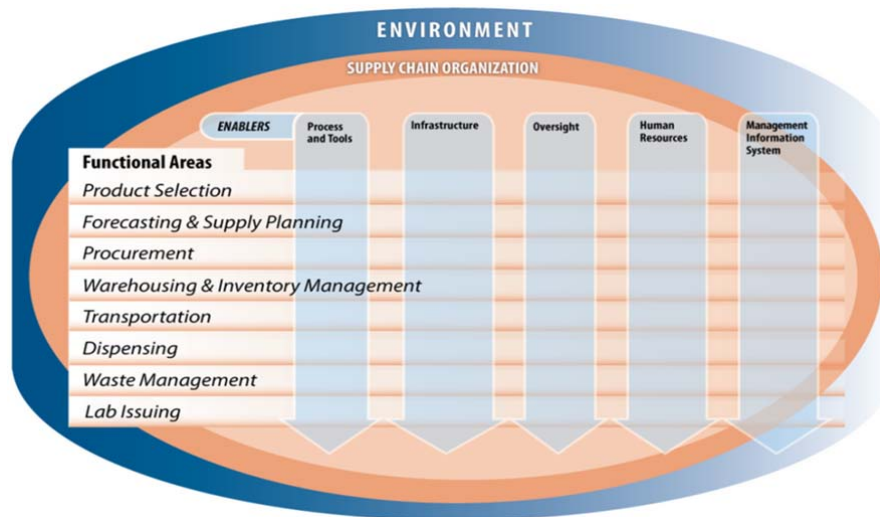 ENVIRONMENT
SUPPLY CHAIN ORGANIZATION
ENABLERS
Process
and Tools
Infrastructure
Oversight
Human
Resources
Management
Information
System
Functional Areas
Product Selection
Forecasting & Supply Planning
Procurement
Warehousing & Inventory Management
Transportation
Dispensing
Waste Management
Lab Issuing